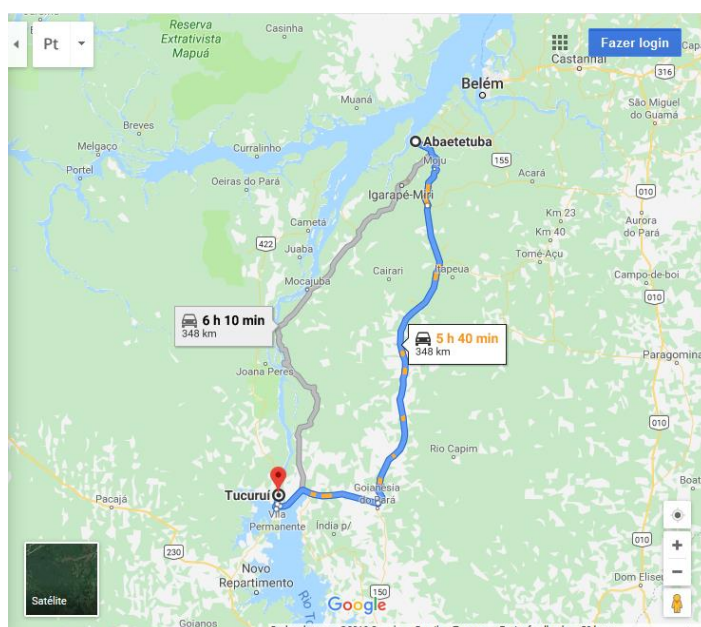 Reserva
Extrativista
Mapuá
Casinha
Pt
Fazer login
Castanhal
316
Belém
Muaná
São Miguel
do Guamá
Breves
Abaetetuba
Melgaço
Curralinho
Moju
155
Portel
Acará
Oeiras do Pará
Igarapé-Miri
010
Km 23
Cametá
Aurora
do Pará
Km 40
422
Juaba
Tomé-Açu
Cairari
Itapeua
Campo-de-boi
Mocajuba
010
6 h 10 min
348 km
5 h 40 min
348 km
Paragomina
Joana Peres
010
Rio Capim
Goianésia
do Pará
Tucuruí
Vila
Permanente
Boat
Pacajá
Índia p/
230
010
Novo
Repartimento
Dom Eliseu
Satélite
150
Google
Goianos